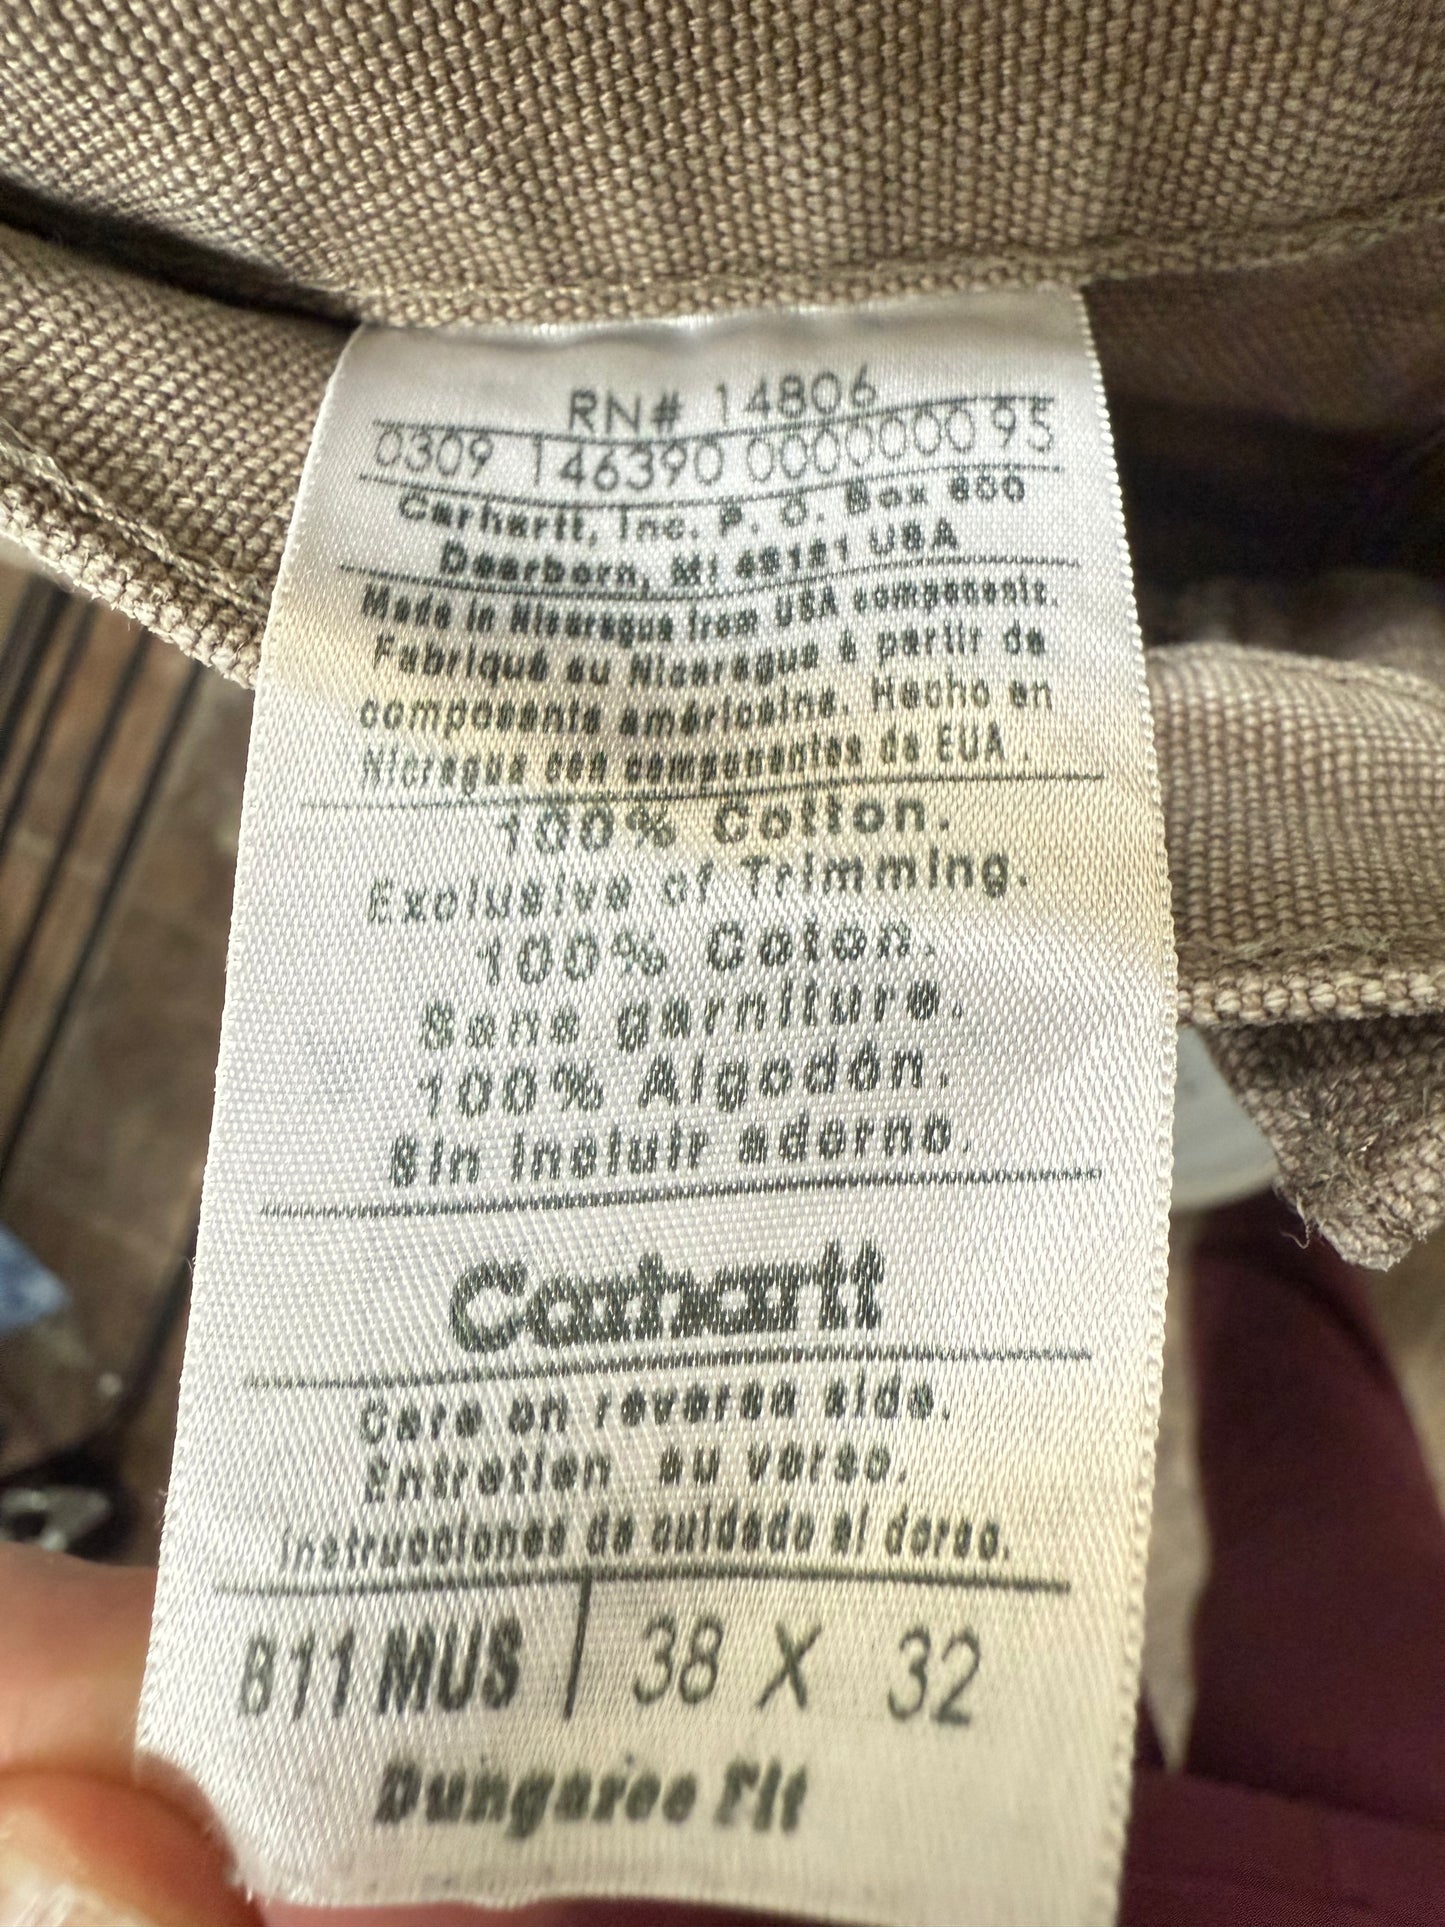 RN# 14806
0309 146390 0000000 95
Carhartt, Inc. P. O. Box 600
Dearborn, MI 48121 USA
Made in Nicaragua from USA components.
Fabriqué au Nicaragua à partir de
composants américains. Hecho en
Nicaragua con componentes de EUA.
100% Cotton.
Exclusive of Trimming.
100% Coton.
Sans garniture.
100% Algodón.
Sin incluir adorno.
Carhartt
Care on reverse side.
Entretien au verso.
Instrucciones de cuidado al dorso.
B11 MUS | 38 X 32
Dungaree Fit